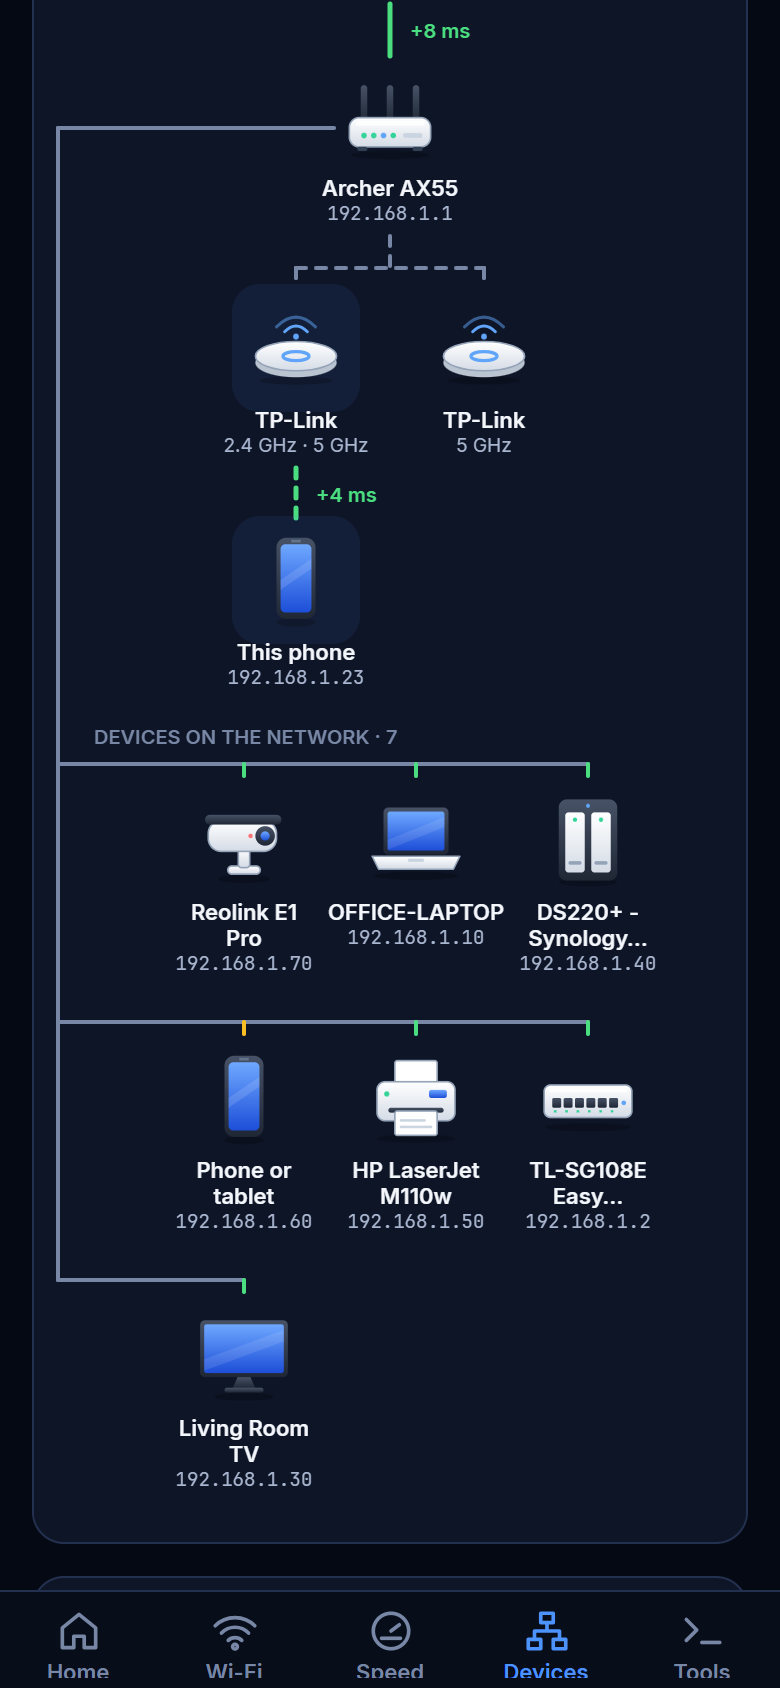 +8 ms
Archer AX55
192.168.1.1
TP-Link
2.4 GHz · 5 GHz
TP-Link
5 GHz
+4 ms
This phone
192.168.1.23
DEVICES ON THE NETWORK · 7
Reolink E1
Pro
192.168.1.70
OFFICE-LAPTOP
192.168.1.10
DS220+ -
Synology...
192.168.1.40
Phone or
tablet
192.168.1.60
HP LaserJet
M110w
192.168.1.50
TL-SG108E
Easy...
192.168.1.2
Living Room
TV
192.168.1.30
Home
Wi-Fi
Speed
Devices
Tools